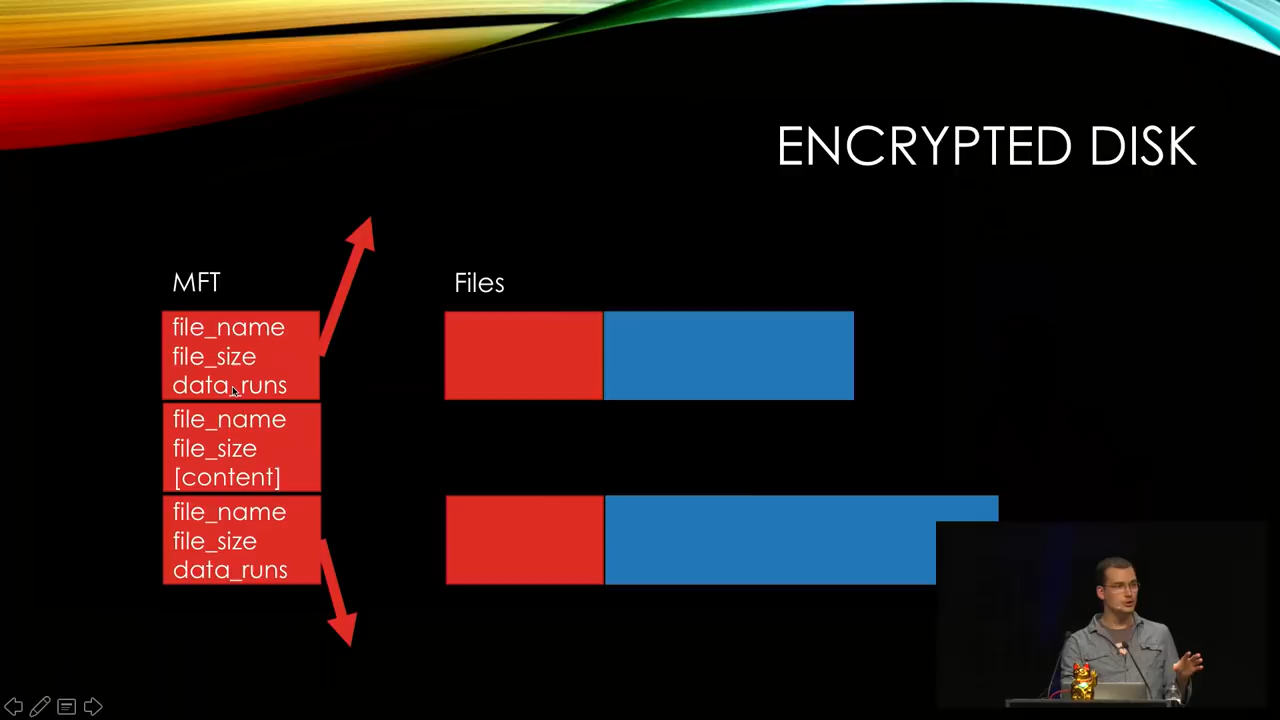 ENCRYPTED DISK
MFT
Files
file_name
file_size
data_runs
file_name
file_size
[content]
file_name
file_size
data_runs